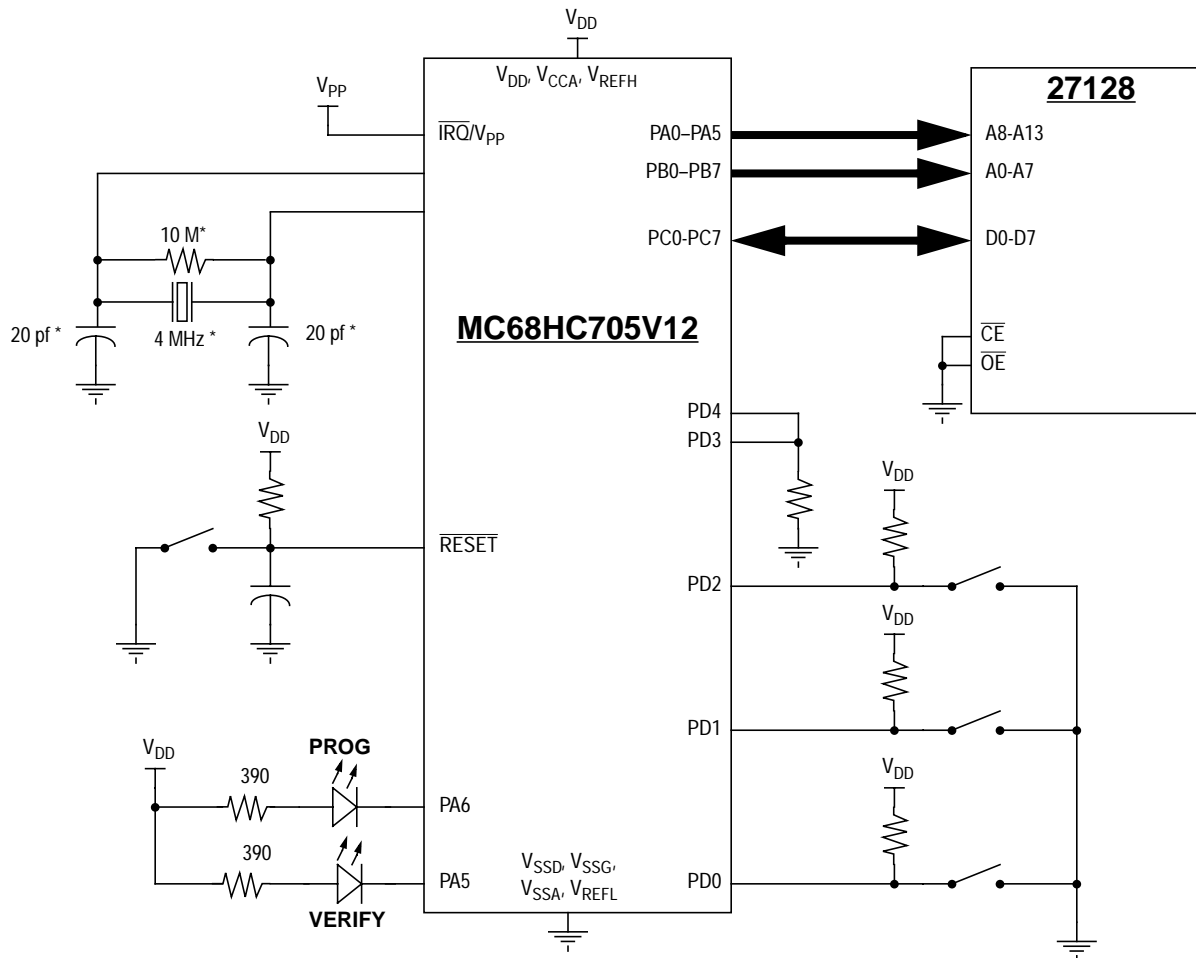 VDD
VDD, VCCA, VREFH
27128
VPP
IRQ/VPP
PA0–PA5
A8-A13
PB0–PB7
A0-A7
10 M*
PC0-PC7
D0-D7
20 pf *
4 MHz *
20 pf *
MC68HC705V12
CE
OE
PD4
PD3
VDD
VDD
RESET
PD2
VDD
PD1
VDD
PROG
390
VDD
PA6
390
VSSD, VSSG,
VSSA, VREFL
PA5
PD0
VERIFY